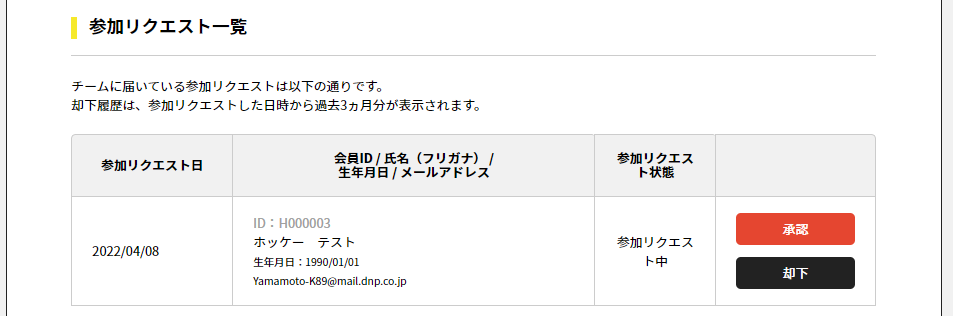 参加リクエスト一覧
チームに届いている参加リクエストは以下の通りです。
却下履歴は、参加リクエストした日時から過去3ヵ月分が表示されます。
参加リクエスト日
会員ID / 氏名（フリガナ） /
生年月日 / メールアドレス
参加リクエス
ト状態
2022/04/08
ID：H000003
ホッケー　テスト
生年月日：1990/01/01
Yamamoto-K89@mail.dnp.co.jp
参加リクエス
ト中
承認
却下